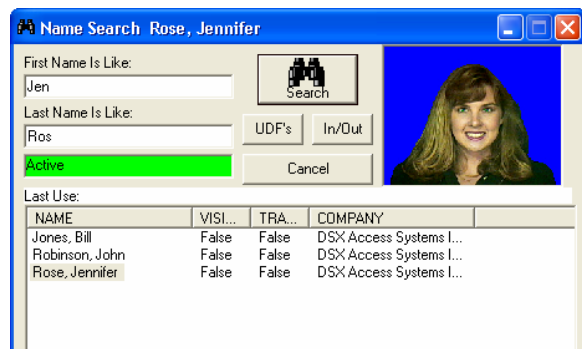 Name Search Rose, Jennifer
First Name Is Like:
Jen
Search
Last Name Is Like:
Ros
UDF's
In/Out
Active
Cancel
Last Use:
NAME VISI... TRA... COMPANY
Jones, Bill False False DSX Access Systems I...
Robinson, John False False DSX Access Systems I...
Rose, Jennifer False False DSX Access Systems I...